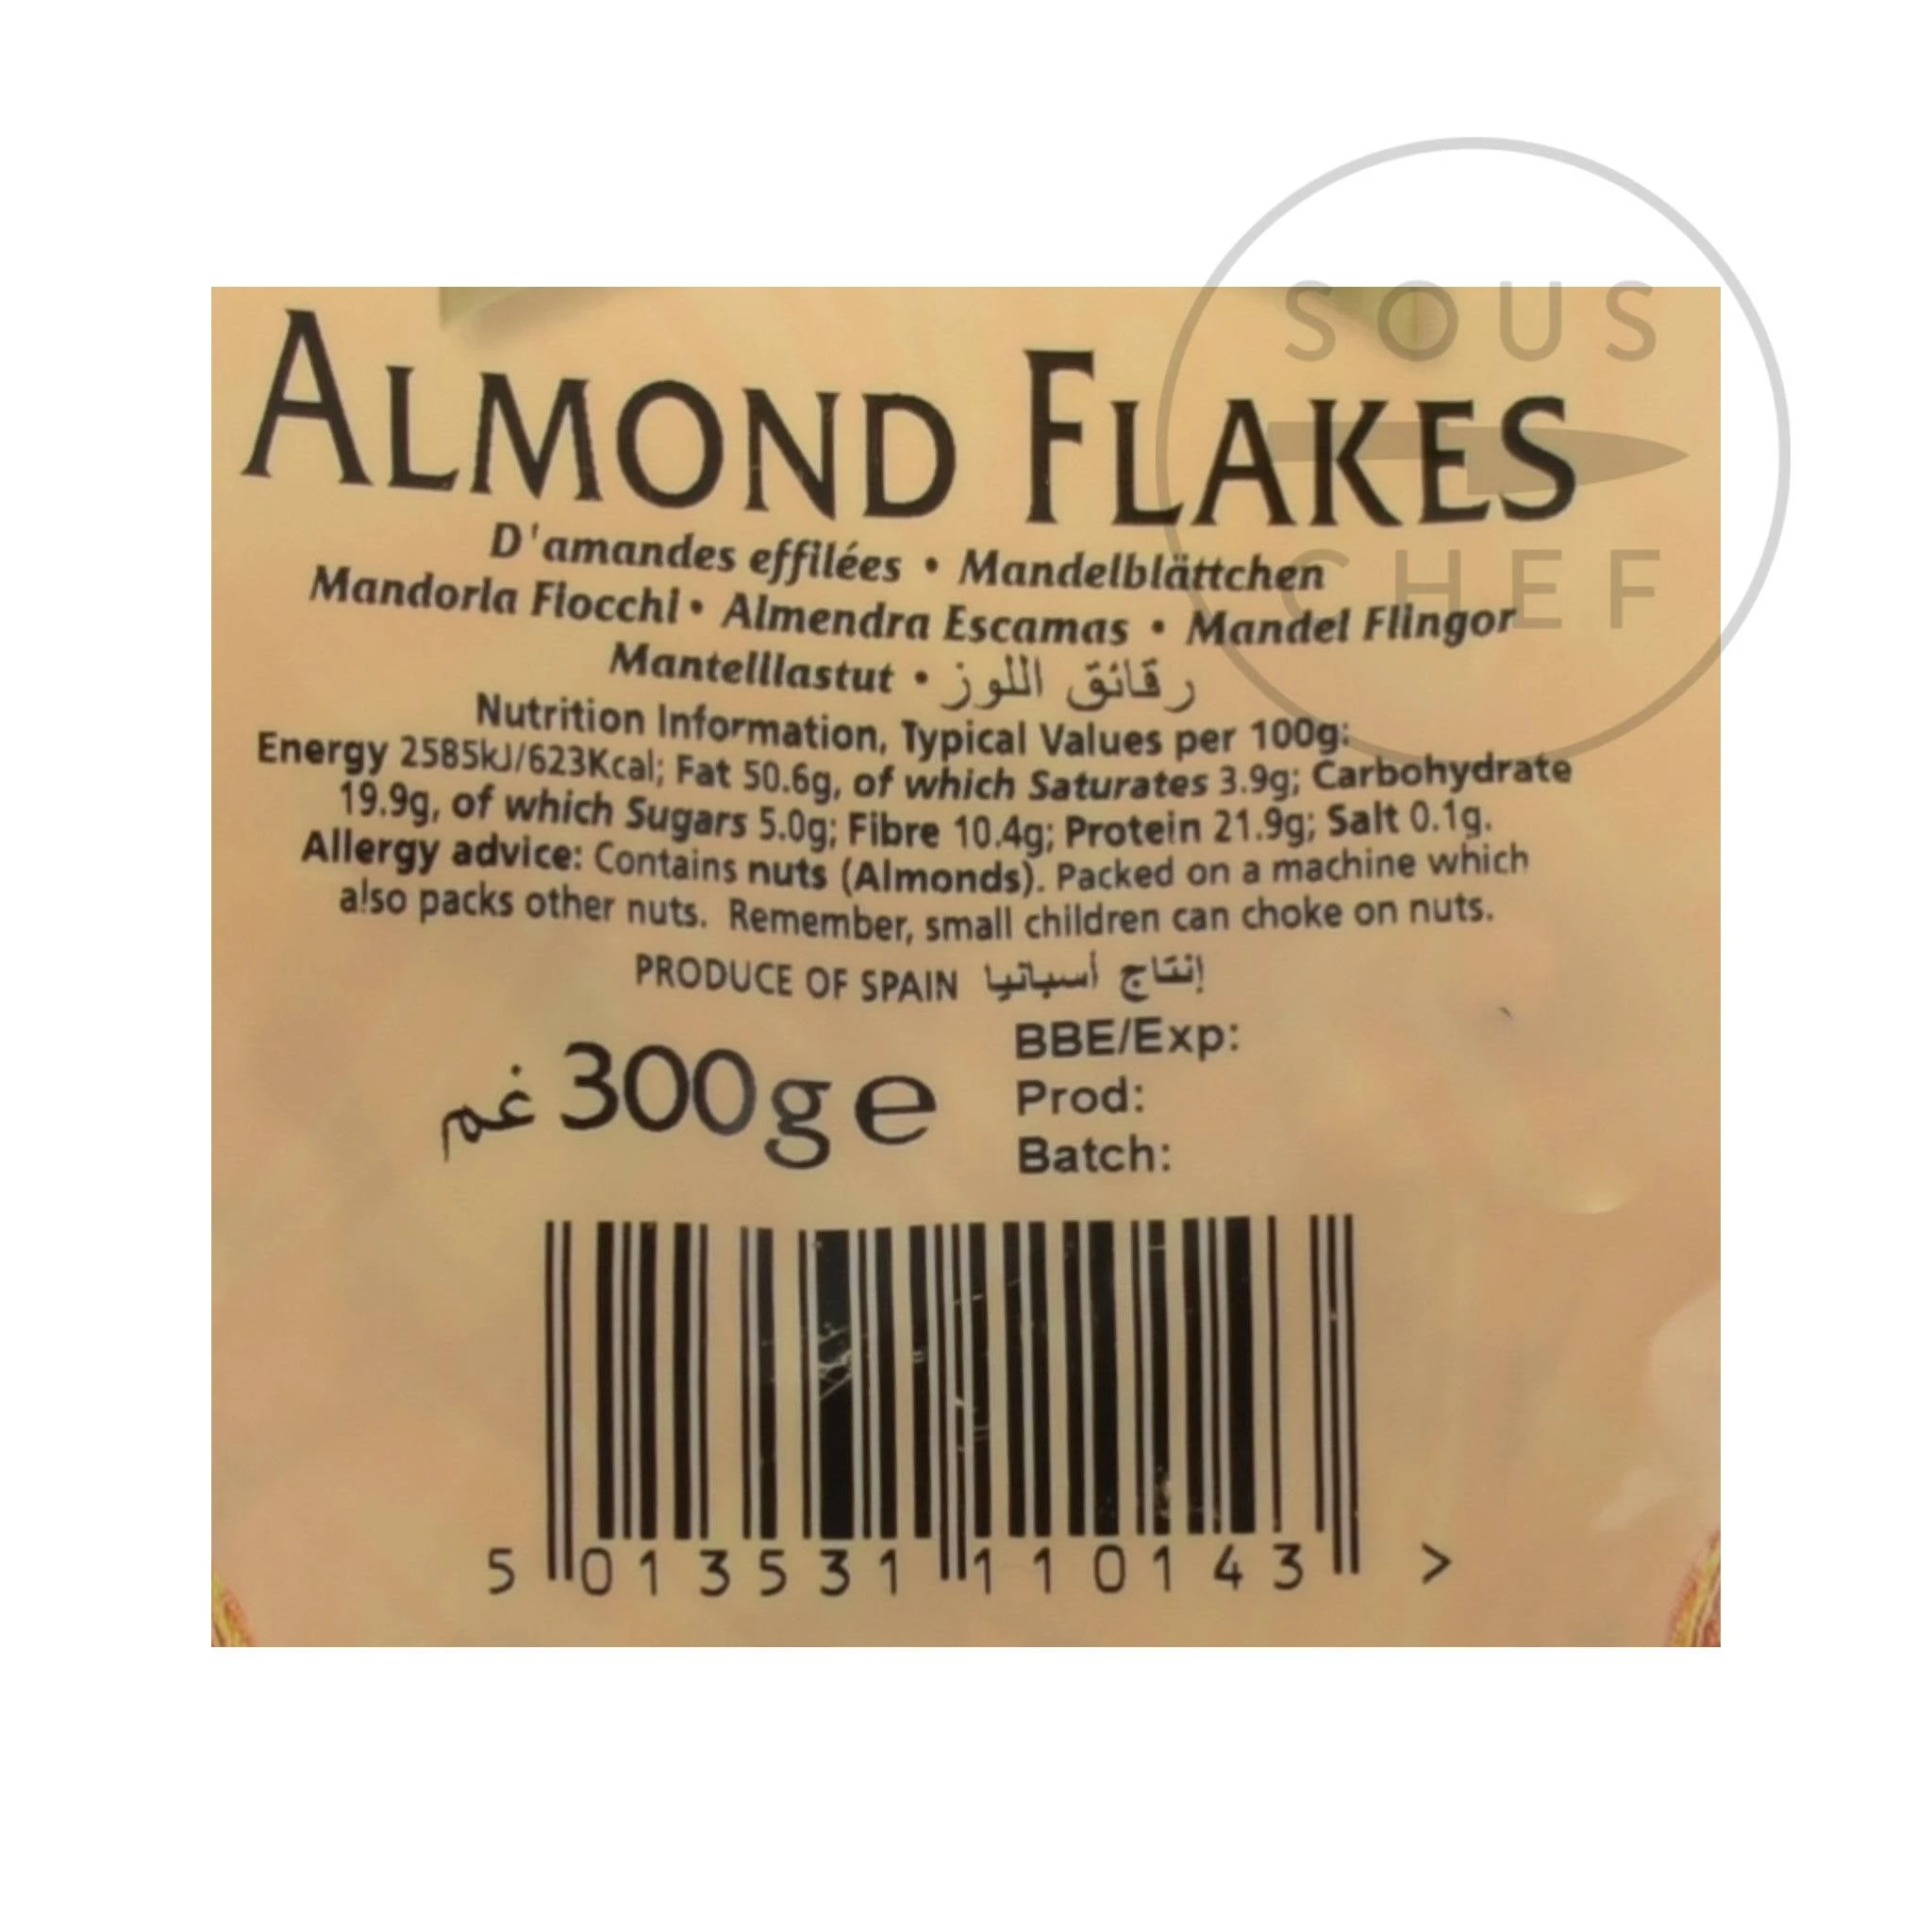 SOUS
CHEF
ALMOND FLAKES
D'amandes effilées • Mandelblättchen
Mandorla Fiocchi • Almendra Escamas • Mandel Flingor
Mantelllastut • رقائق اللوز
Nutrition Information, Typical Values per 100g:
Energy 2585kJ/623Kcal; Fat 50.6g, of which Saturates 3.9g; Carbohydrate
19.9g, of which Sugars 5.0g; Fibre 10.4g; Protein 21.9g; Salt 0.1g.
Allergy advice: Contains nuts (Almonds). Packed on a machine which
also packs other nuts. Remember, small children can choke on nuts.
PRODUCE OF SPAIN إنتاج أسبانيا
300g e غم
BBE/Exp:
Prod:
Batch:
5 013531 110143 >